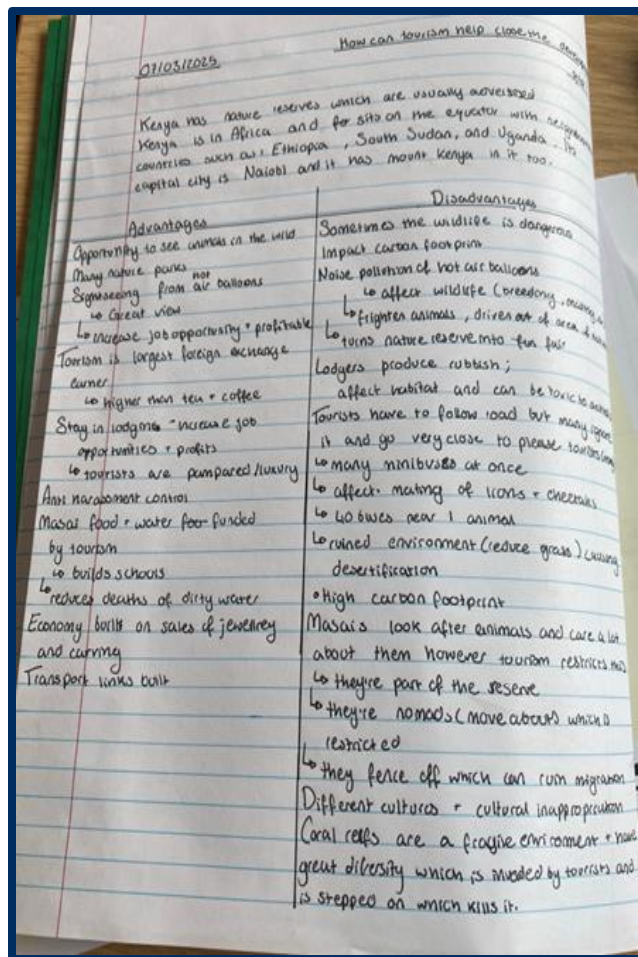 How can tourism help close the
07/03/2025
Kenya has nature reserves which are usually advertised
Kenya is in Africa and far sits on the equator with
countries such as: Ethiopia, South Sudan, and Uganda. Its
capital city is Naiobi and it has mount Kenya in it too.
Advantages
Opportunity to see animals in the wild
Many nature parks
Sightseeing from hot air balloons
↳ Great view
↳ increase job opportunity + profitable
Tourism is largest foreign exchange
earner
↳ higher than tea + coffee
Stay in lodgings - increase job
opportunities + profits
↳ tourists are pampared/luxury
Anti harassment control
Masai food + water funded
by tourism
↳ builds schools
↳ reduces deaths of dirty water
Economy built on sales of jewellrey
and carving
Transport links built
Disadvantages
Sometimes the wildlife is dangerous
Impact carbon footprint
Noise pollution of hot air balloons
↳ affect wildlife (breeding,
↳ frighten animals, driven out of area
↳ turns nature reserve into fun fair
Lodgers produce rubbish;
affect habitat and can be toxic to
Tourists have to follow road but many ignore
it and go very close to please tourists
↳ many minibuses at once
↳ affect mating of lions + cheetahs
↳ 40 buses near 1 animal
↳ ruined environment (reduce grass) causing
desertification
• High carbon footprint
Masais look after animals and care a lot
about them however tourism restricts this
↳ they're part of the reserve
↳ they're nomads (move about) which is
restricted
↳ they fence off which can ruin migration
Different cultures + cultural inappropriation
Coral reefs are a fragile enviroment + have
great diversity which is invaded by tourists and
is stepped on which kills it.